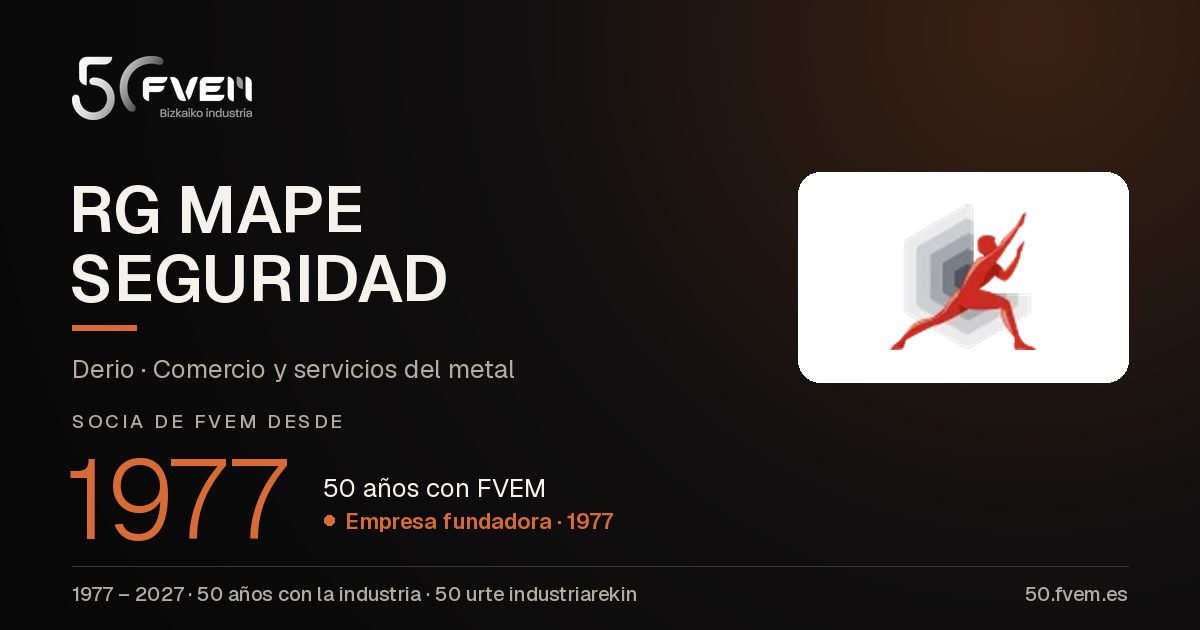 50 FVEM
Bizkaiko industria
RG MAPE
SEGURIDAD
Derio · Comercio y servicios del metal
SOCIA DE FVEM DESDE
1977
50 años con FVEM
Empresa fundadora · 1977
1977 – 2027 · 50 años con la industria · 50 urte industriarekin
50.fvem.es